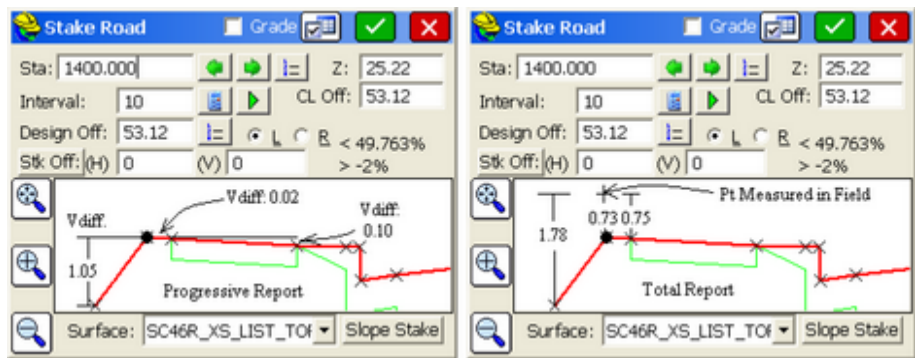 Stake Road Grade
Sta: 1400.000 Z: 25.22
Interval: 10 CL Off: 53.12
Design Off: 53.12 L R < 49.763%
Stk Off: (H) 0 (V) 0 > -2%
Vdiff: 0.02
Vdiff.
Vdiff:
0.10
1.05
Progressive Report
Surface: SC46R_XS_LIST_TO Slope Stake
Stake Road Grade
Sta: 1400.000 Z: 25.22
Interval: 10 CL Off: 53.12
Design Off: 53.12 L R < 49.763%
Stk Off: (H) 0 (V) 0 > -2%
Pt Measured in Field
0.73 0.75
1.78
Total Report
Surface: SC46R_XS_LIST_TO Slope Stake